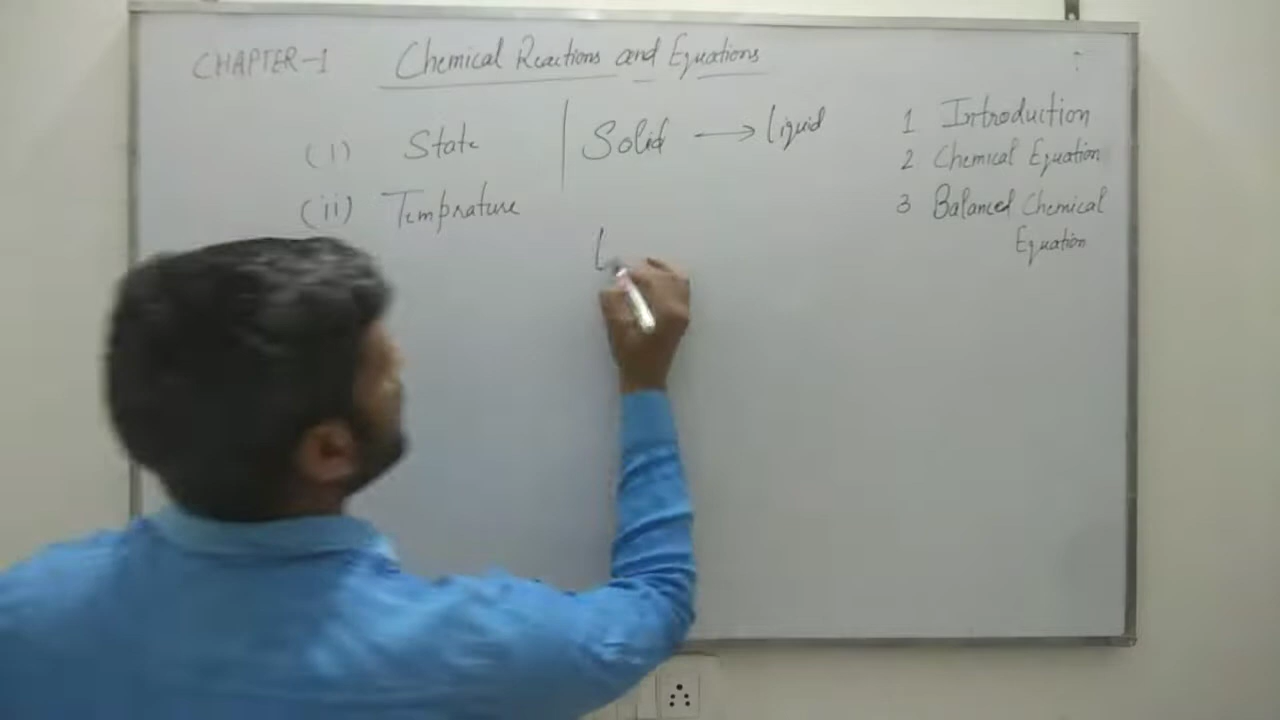 CHAPTER-1 Chemical Reactions and Equations
(i) State | Solid → liquid
(ii) Temprature
1 Introduction
2 Chemical Equation
3 Balanced Chemical
Equation